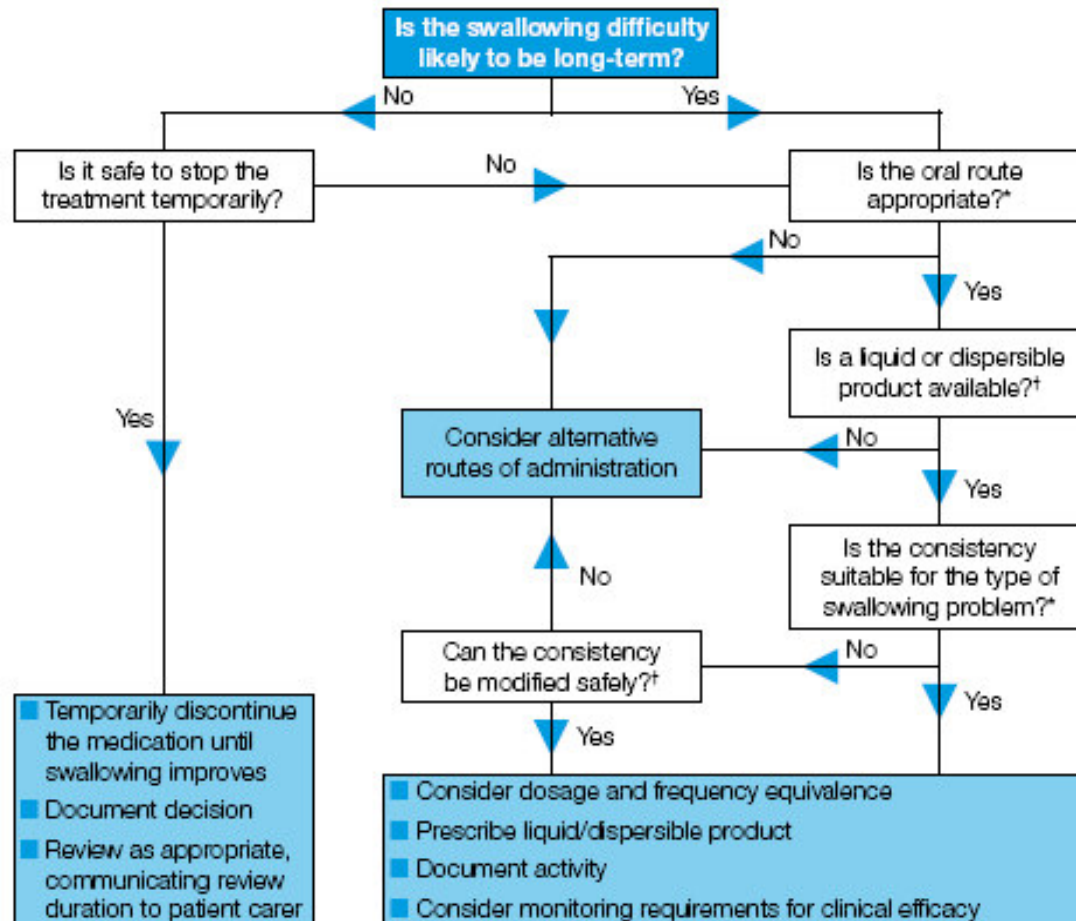 Is the swallowing difficulty
likely to be long-term?
No
Yes
Is it safe to stop the
treatment temporarily?
No
Is the oral route
appropriate?*
No
Yes
Is a liquid or dispersible
product available?†
Yes
Consider alternative
routes of administration
No
Yes
Is the consistency
suitable for the type of
swallowing problem?*
No
Can the consistency
be modified safely?†
No
Yes
Yes
Temporarily discontinue
the medication until
swallowing improves
Document decision
Review as appropriate,
communicating review
duration to patient carer
Consider dosage and frequency equivalence
Prescribe liquid/dispersible product
Document activity
Consider monitoring requirements for clinical efficacy